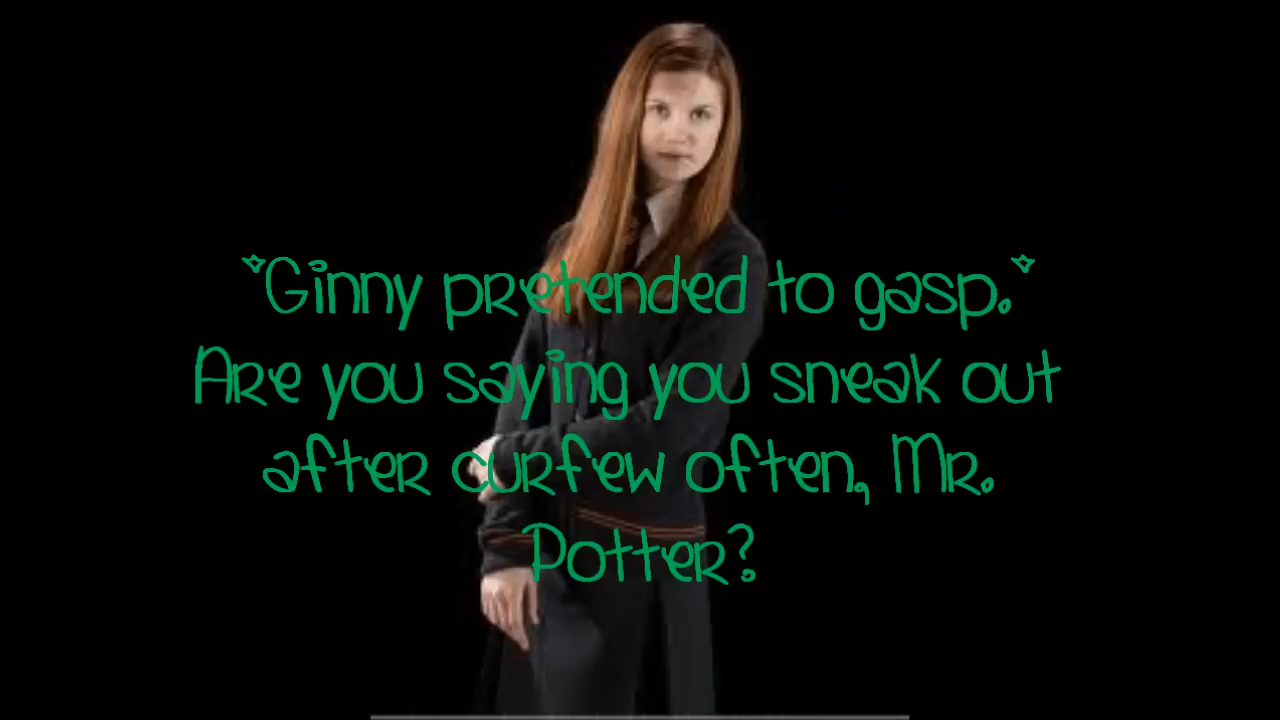 *Ginny pretended to gasp.*
Are you saying you sneak out
after curfew often, Mr.
Potter?